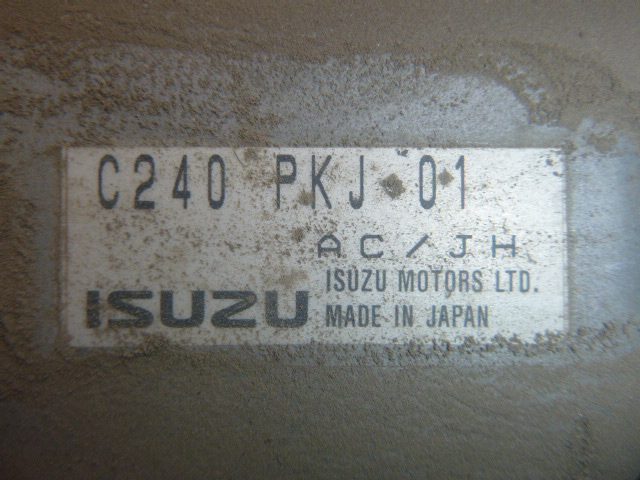 C240 PKJ 01
AC/JH
ISUZU MOTORS LTD.
ISUZU MADE IN JAPAN